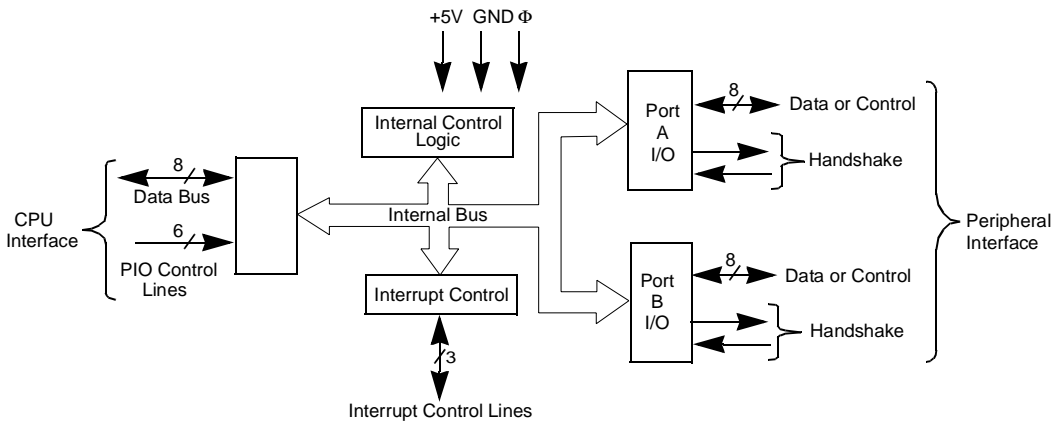 +5V GND Φ
Internal Control
Logic
8
Data Bus
CPU
Interface
6
PIO Control
Lines
Internal Bus
Interrupt Control
3
Interrupt Control Lines
Port
A
I/O
8
Data or Control
Handshake
Port
B
I/O
8
Data or Control
Handshake
Peripheral
Interface